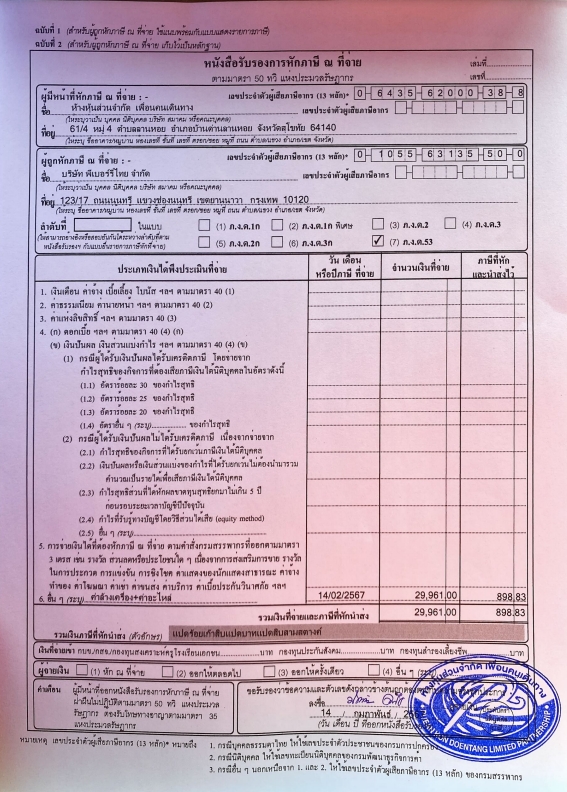 ฉบับที่ 1 (สำหรับผู้ถูกหักภาษี ณ ที่จ่าย ใช้แนบพร้อมกับแบบแสดงรายการภาษี)
ฉบับที่ 2 (สำหรับผู้ถูกหักภาษี ณ ที่จ่าย เก็บไว้เป็นหลักฐาน)
หนังสือรับรองการหักภาษี ณ ที่จ่าย
ตามมาตรา 50 ทวิ แห่งประมวลรัษฎากร
เล่มที่
เลขที่
ผู้มีหน้าที่หักภาษี ณ ที่จ่าย : - เลขประจำตัวผู้เสียภาษีอากร (13 หลัก)* 0-6435-62000-38-8
ชื่อ ห้างหุ้นส่วนจำกัด เพื่อนคนเดินทาง เลขประจำตัวผู้เสียภาษีอากร
(ให้ระบุว่าเป็น บุคคล นิติบุคคล บริษัท สมาคม หรือคณะบุคคล)
ที่อยู่ 61/4 หมู่ 4 ตำบลลานหอย อำเภอบ้านด่านลานหอย จังหวัดสุโขทัย 64140
(ให้ระบุ ชื่ออาคาร/หมู่บ้าน ห้องเลขที่ ชั้นที่ เลขที่ ตรอก/ซอย หมู่ที่ ถนน ตำบล/แขวง อำเภอ/เขต จังหวัด)
ผู้ถูกหักภาษี ณ ที่จ่าย : - เลขประจำตัวผู้เสียภาษีอากร (13 หลัก)* 0-1055-63135-50-0
ชื่อ บริษัท พีเบอร์รี่ไทย จำกัด เลขประจำตัวผู้เสียภาษีอากร
(ให้ระบุว่าเป็น บุคคล นิติบุคคล บริษัท สมาคม หรือคณะบุคคล)
ที่อยู่ 123/17 ถนนนนทรี แขวงช่องนนทรี เขตยานนาวา กรุงเทพ 10120
(ให้ระบุ ชื่ออาคาร/หมู่บ้าน ห้องเลขที่ ชั้นที่ เลขที่ ตรอก/ซอย หมู่ที่ ถนน ตำบล/แขวง อำเภอ/เขต จังหวัด)
ลำดับที่ ในแบบ (1) ภ.ง.ด.1ก (2) ภ.ง.ด.1ก พิเศษ (3) ภ.ง.ด.2 (4) ภ.ง.ด.3
(ให้สามารถอ้างอิงหรือสอบยันกันได้ระหว่างลำดับที่ตาม
หนังสือรับรองฯ กับแบบยื่นรายการภาษีหักที่จ่าย) (5) ภ.ง.ด.2ก (6) ภ.ง.ด.3ก ✓ (7) ภ.ง.ด.53
ประเภทเงินได้พึงประเมินที่จ่าย วัน เดือน หรือปีภาษี ที่จ่าย จำนวนเงินที่จ่าย ภาษีที่หัก และนำส่งไว้
1. เงินเดือน ค่าจ้าง เบี้ยเลี้ยง โบนัส ฯลฯ ตามมาตรา 40 (1)
2. ค่าธรรมเนียม ค่านายหน้า ฯลฯ ตามมาตรา 40 (2)
3. ค่าแห่งลิขสิทธิ์ ฯลฯ ตามมาตรา 40 (3)
4. (ก) ดอกเบี้ย ฯลฯ ตามมาตรา 40 (4) (ก)
(ข) เงินปันผล เงินส่วนแบ่งกำไร ฯลฯ ตามมาตรา 40 (4) (ข)
(1) กรณีผู้ได้รับเงินปันผลได้รับเครดิตภาษี โดยจ่ายจาก
กำไรสุทธิของกิจการที่ต้องเสียภาษีเงินได้นิติบุคคลในอัตราดังนี้
(1.1) อัตราร้อยละ 30 ของกำไรสุทธิ
(1.2) อัตราร้อยละ 25 ของกำไรสุทธิ
(1.3) อัตราร้อยละ 20 ของกำไรสุทธิ
(1.4) อัตราอื่น ๆ (ระบุ) ของกำไรสุทธิ
(2) กรณีผู้ได้รับเงินปันผลไม่ได้รับเครดิตภาษี เนื่องจากจ่ายจาก
(2.1) กำไรสุทธิของกิจการที่ได้รับยกเว้นภาษีเงินได้นิติบุคคล
(2.2) เงินปันผลหรือเงินส่วนแบ่งของกำไรที่ได้รับยกเว้นไม่ต้องนำมารวม
คำนวณเป็นรายได้เพื่อเสียภาษีเงินได้นิติบุคคล
(2.3) กำไรสุทธิส่วนที่ได้หักผลขาดทุนสุทธิยกมาไม่เกิน 5 ปี
ก่อนรอบระยะเวลาบัญชีปีปัจจุบัน
(2.4) กำไรที่รับรู้ทางบัญชีโดยวิธีส่วนได้เสีย (equity method)
(2.5) อื่น ๆ (ระบุ)
5. การจ่ายเงินได้ที่ต้องหักภาษี ณ ที่จ่าย ตามคำสั่งกรมสรรพากรที่ออกตามมาตรา
3 เตรส เช่น รางวัล ส่วนลดหรือประโยชน์ใด ๆ เนื่องจากการส่งเสริมการขาย รางวัล
ในการประกวด การแข่งขัน การชิงโชค ค่าแสดงของนักแสดงสาธารณะ ค่าจ้าง
ทำของ ค่าโฆษณา ค่าเช่า ค่าขนส่ง ค่าบริการ ค่าเบี้ยประกันวินาศภัย ฯลฯ
6. อื่น ๆ (ระบุ) ค่าล้างเครื่อง+ค่าอะไหล่ 14/02/2567 29,961.00 898.83
รวมเงินที่จ่ายและภาษีที่หักนำส่ง 29,961.00 898.83
รวมเงินภาษีที่หักนำส่ง (ตัวอักษร) แปดร้อยเก้าสิบแปดบาทแปดสิบสามสตางค์
เงินที่จ่ายเข้า กบข./กสจ./กองทุนสงเคราะห์ครูโรงเรียนเอกชน บาท กองทุนประกันสังคม บาท กองทุนสำรองเลี้ยงชีพ บาท
ผู้จ่ายเงิน (1) หัก ณ ที่จ่าย (2) ออกให้ตลอดไป (3) ออกให้ครั้งเดียว (4) อื่น ๆ
คำเตือน ผู้มีหน้าที่ออกหนังสือรับรองการหักภาษี ณ ที่จ่าย
ฝ่าฝืนไม่ปฏิบัติตามมาตรา 50 ทวิ แห่งประมวล
รัษฎากร ต้องรับโทษทางอาญาตามมาตรา 35
แห่งประมวลรัษฎากร
ขอรับรองว่าข้อความและตัวเลขดังกล่าวข้างต้นถูกต้อง
ลงชื่อ
14 กุมภาพันธ์
(วัน เดือน ปี ที่ออกหนังสือรับรอง
หมายเหตุ เลขประจำตัวผู้เสียภาษีอากร (13 หลัก)* หมายถึง 1. กรณีบุคคลธรรมดาไทย ให้ใช้เลขประจำตัวประชาชนของกรมการปกครอง
2. กรณีนิติบุคคล ให้ใช้เลขทะเบียนนิติบุคคลของกรมพัฒนาธุรกิจการค้า
3. กรณีอื่น ๆ นอกเหนือจาก 1. และ 2. ให้ใช้เลขประจำตัวผู้เสียภาษีอากร (13 หลัก) ของกรมสรรพากร
DOENTANG LIMITED PARTNERSHIP